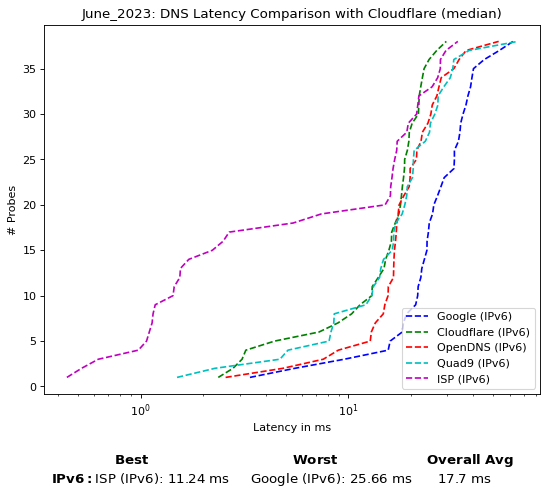 June_2023: DNS Latency Comparison with Cloudflare (median)
35
30
25
20
15
10
5
0
# Probes
10⁰
10¹
Latency in ms
Google (IPv6)
Cloudflare (IPv6)
OpenDNS (IPv6)
Quad9 (IPv6)
ISP (IPv6)
Best Worst Overall Avg
IPv6: ISP (IPv6): 11.24 ms Google (IPv6): 25.66 ms 17.7 ms